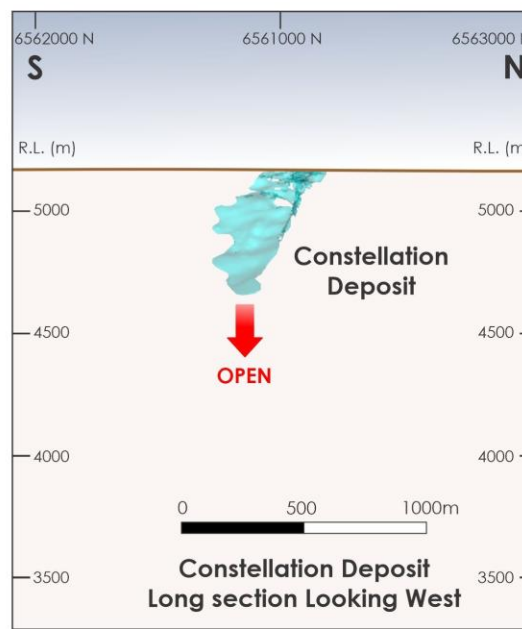 6562000 N 6561000 N 6563000 N
S N
R.L. (m) R.L. (m)
5000 5000
Constellation
Deposit
4500 4500
OPEN
4000 4000
0 500 1000m
3500 3500
Constellation Deposit
Long section Looking West